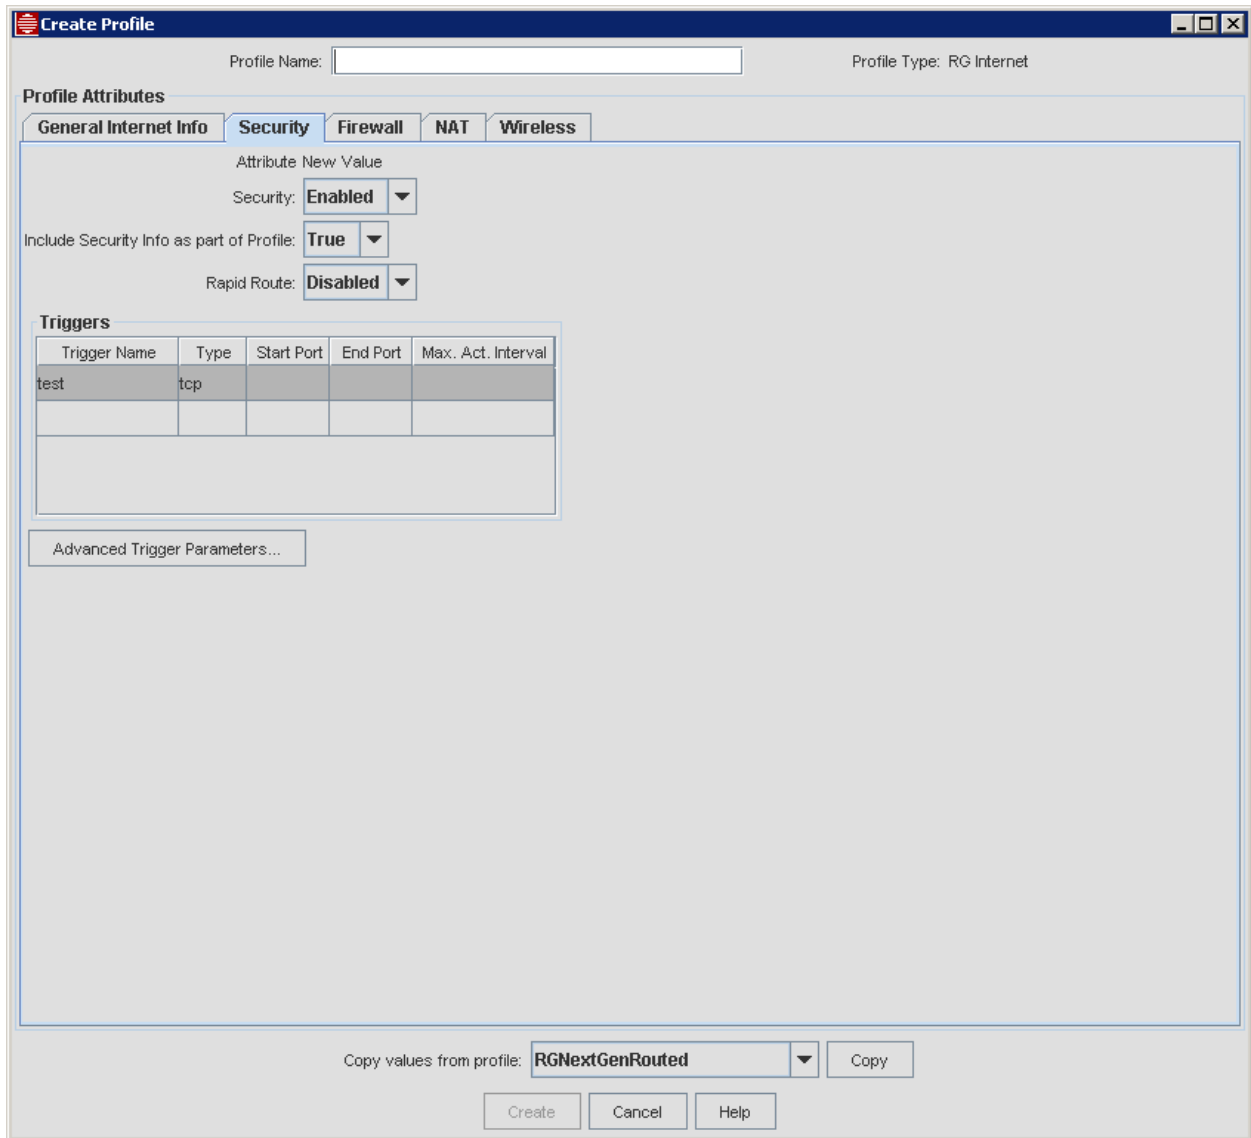 Create Profile
Profile Name: Profile Type: RG Internet
Profile Attributes
General Internet Info Security Firewall NAT Wireless
Attribute New Value
Security: Enabled
Include Security Info as part of Profile: True
Rapid Route: Disabled
Triggers
Trigger Name Type Start Port End Port Max. Act. Interval
test tcp
Advanced Trigger Parameters...
Copy values from profile: RGNextGenRouted Copy
Create Cancel Help